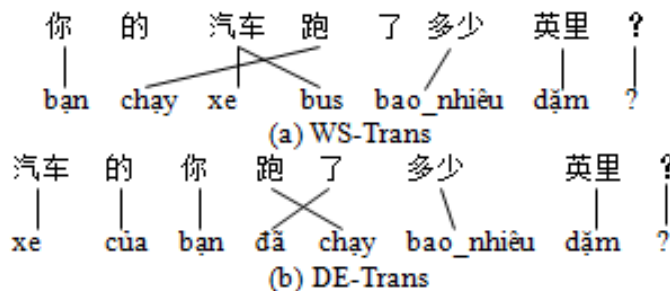 你 的 汽车 跑 了 多少 英里 ?
bạn chạy xe bus bao_nhiêu dặm ?
(a) WS-Trans
汽车 的 你 跑 了 多少 英里 ?
xe của bạn đã chạy bao_nhiêu dặm ?
(b) DE-Trans